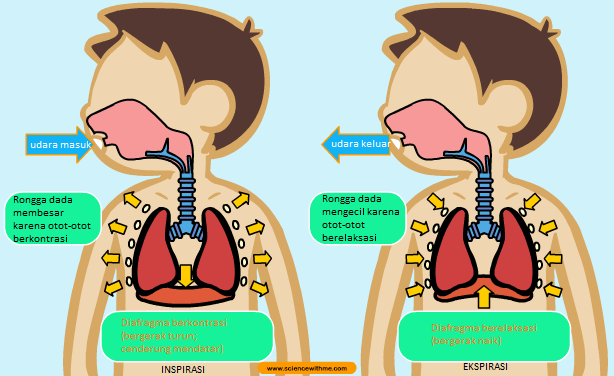 udara masuk
Rongga dada
membesar
karena otot-otot
berkontrasi
Diafragma berkontrasi
(bergerak turun;
cenderung mendatar)
INSPIRASI
udara keluar
Rongga dada
mengecil karena
otot-otot
berelaksasi
Diafragma berelaksasi
(bergerak naik)
EKSPIRASI
www.sciencewithme.com